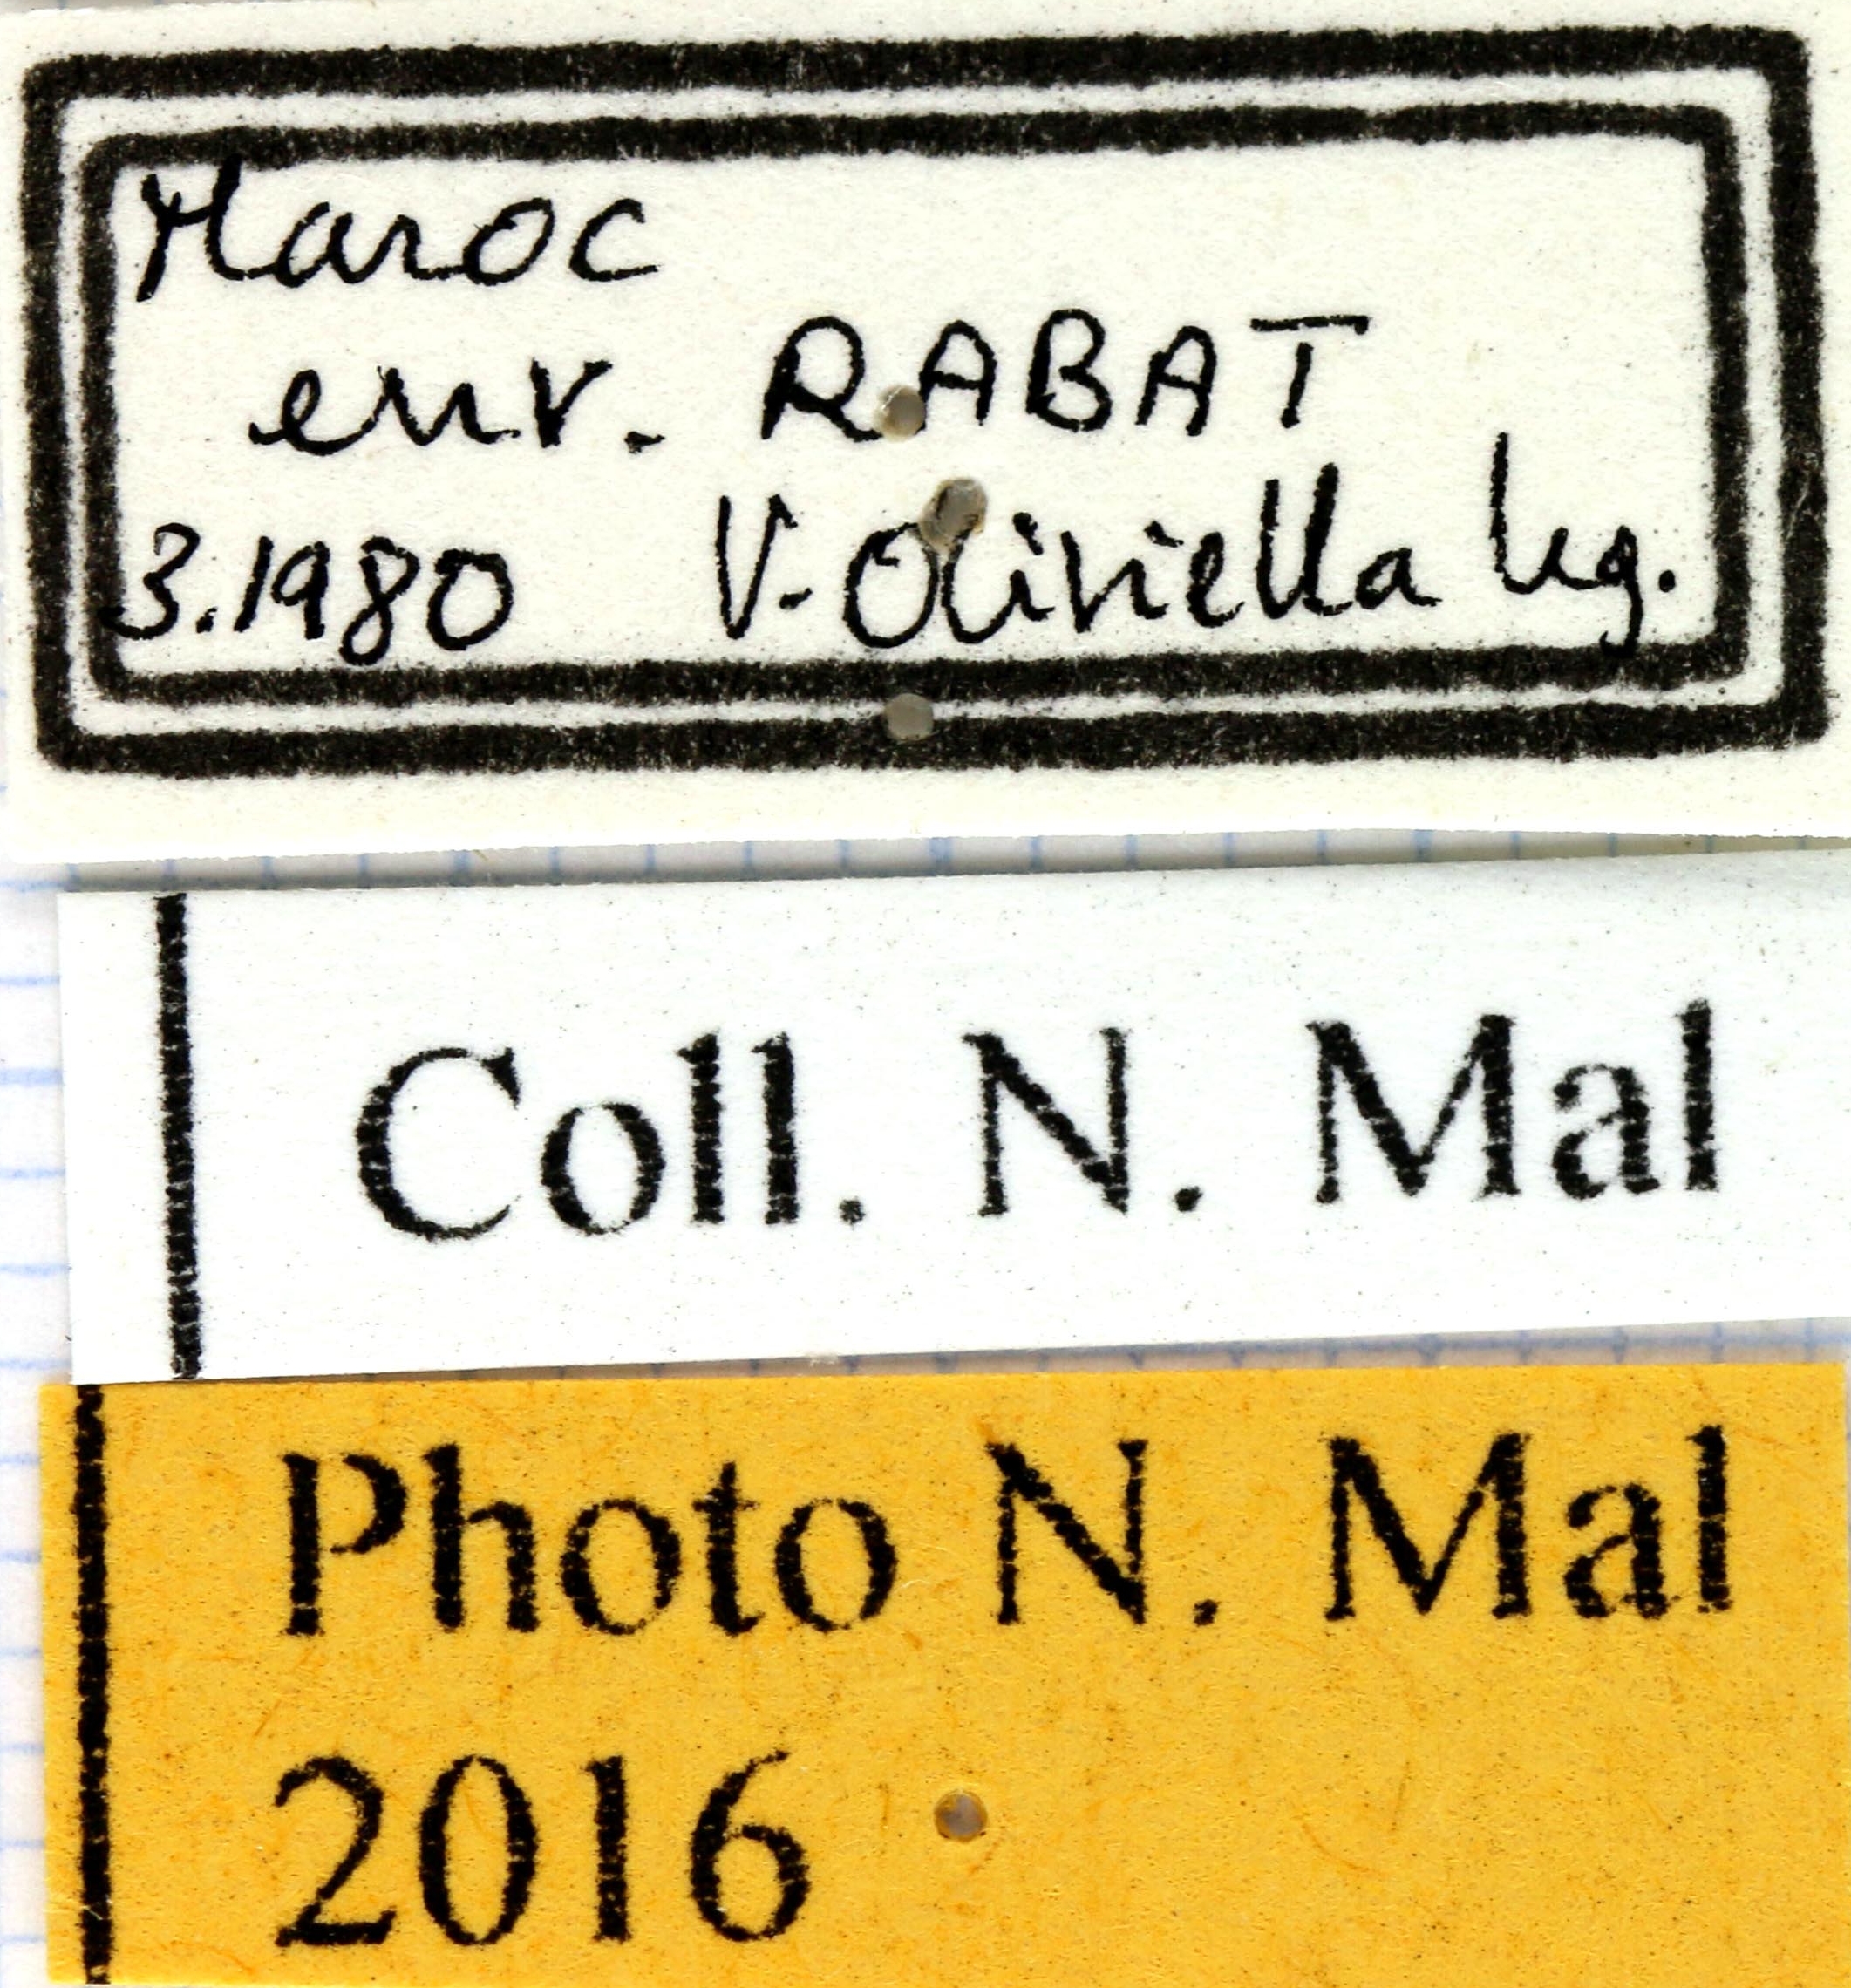 Maroc
env. RABAT
3.1980 V. Oliviella leg.
Coll. N. Mal
Photo N. Mal
2016